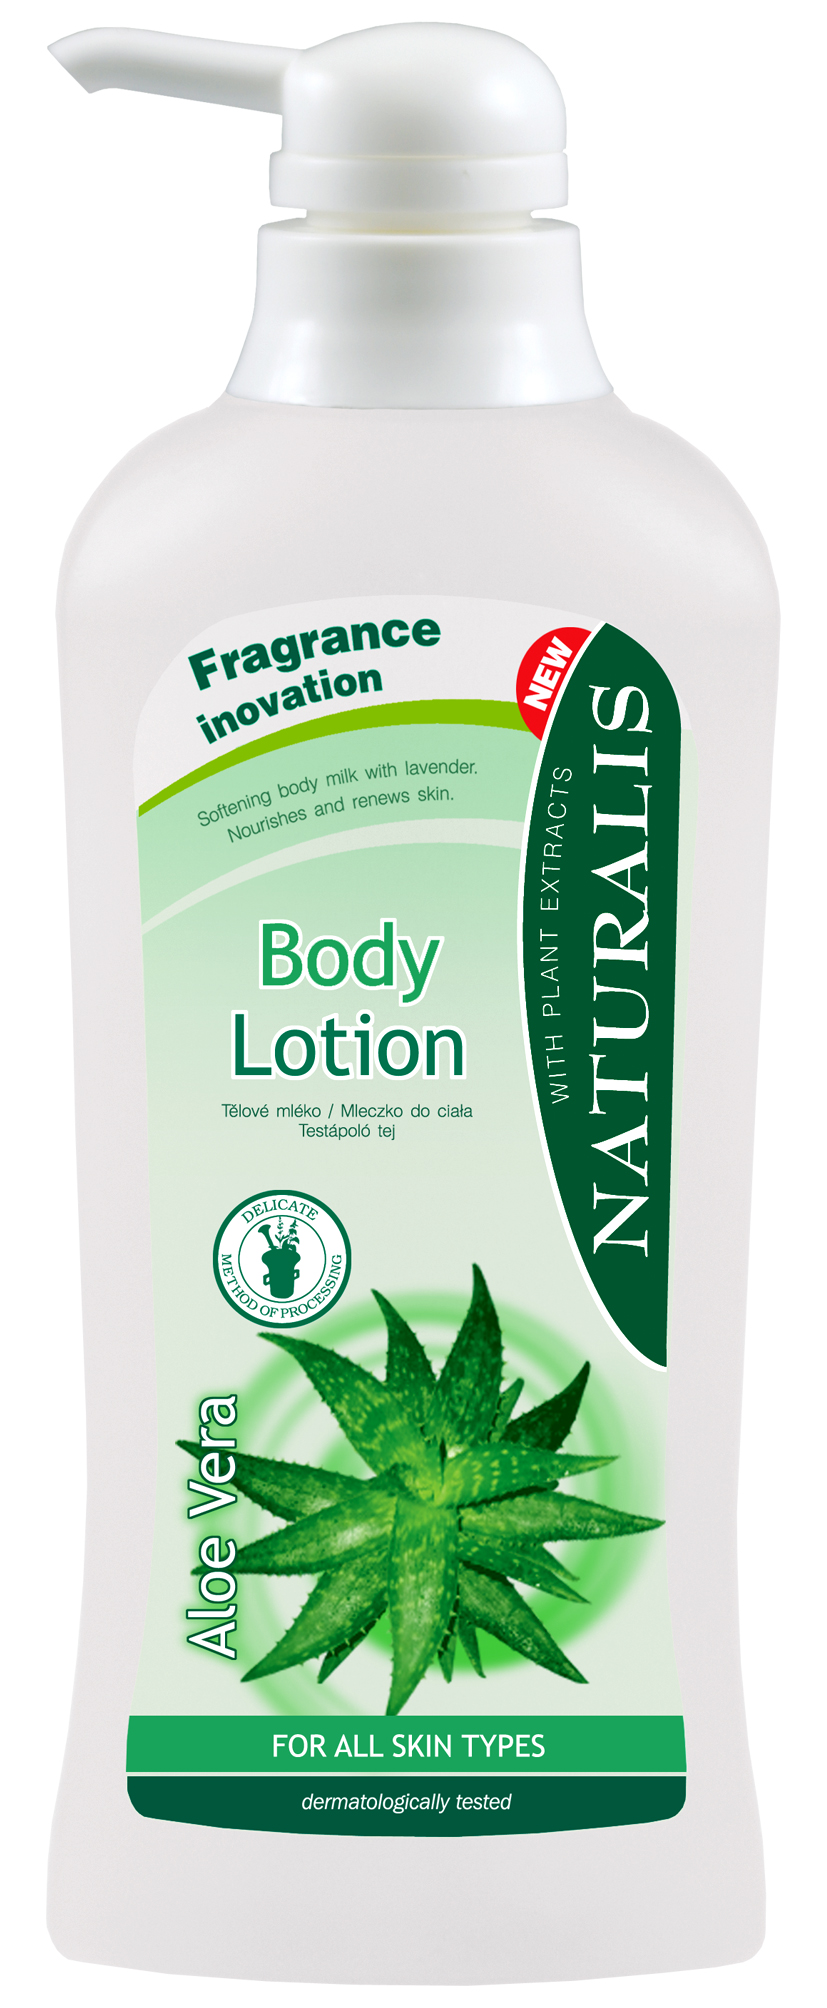 Fragrance
inovation
NEW
Softening body milk with lavender.
Nourishes and renews skin.
WITH PLANT EXTRACTS
NATURALIS
Body
Lotion
Tělové mléko / Mleczko do ciała
Testápoló tej
DELICATE
METHOD OF PROCESSING
Aloe Vera
FOR ALL SKIN TYPES
dermatologically tested